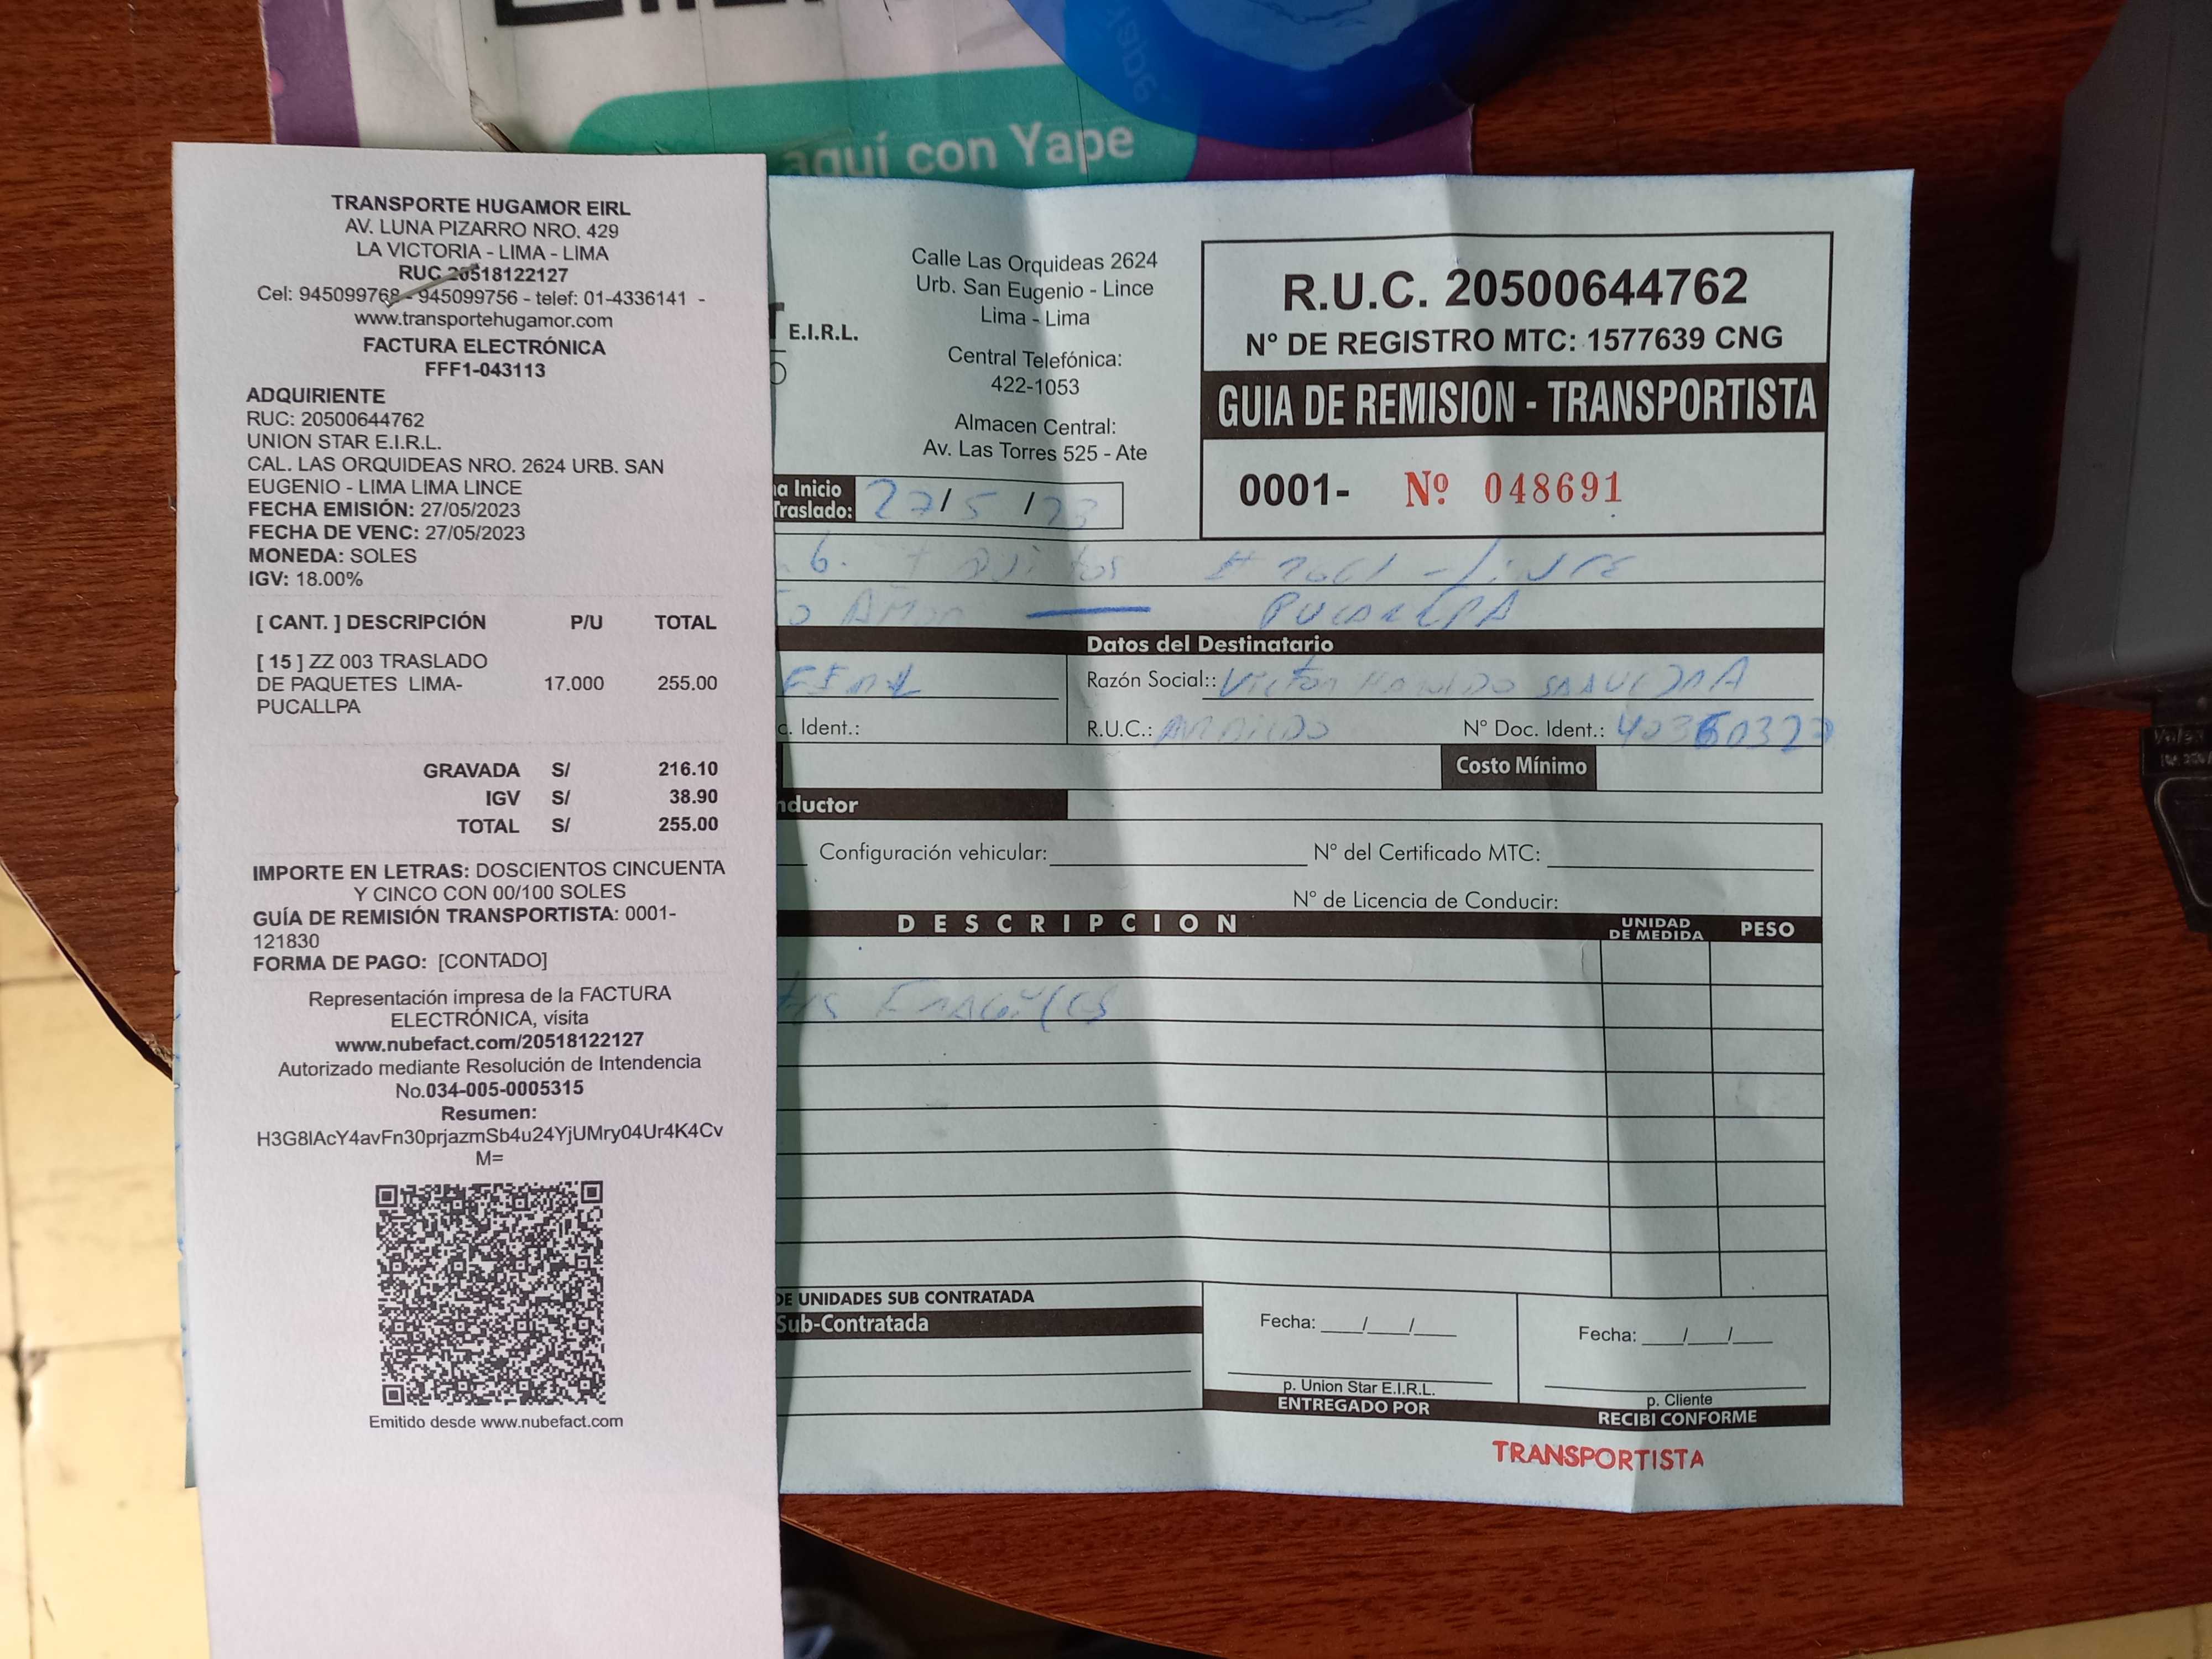 aquí con Yape
TRANSPORTE HUGAMOR EIRL
AV. LUNA PIZARRO NRO. 429
LA VICTORIA - LIMA - LIMA
RUC 20518122127
Cel: 945099768 - 945099756 - telef: 01-4336141 -
www.transportehugamor.com
FACTURA ELECTRÓNICA
FFF1-043113
ADQUIRIENTE
RUC: 20500644762
UNION STAR E.I.R.L.
CAL. LAS ORQUIDEAS NRO. 2624 URB. SAN
EUGENIO - LIMA LIMA LINCE
FECHA EMISIÓN: 27/05/2023
FECHA DE VENC: 27/05/2023
MONEDA: SOLES
IGV: 18.00%
[ CANT. ] DESCRIPCIÓN P/U TOTAL
[ 15 ] ZZ 003 TRASLADO
DE PAQUETES LIMA- 17.000 255.00
PUCALLPA
GRAVADA S/ 216.10
IGV S/ 38.90
TOTAL S/ 255.00
IMPORTE EN LETRAS: DOSCIENTOS CINCUENTA
Y CINCO CON 00/100 SOLES
GUÍA DE REMISIÓN TRANSPORTISTA: 0001-
121830
FORMA DE PAGO: [CONTADO]
Representación impresa de la FACTURA
ELECTRÓNICA, vísita
www.nubefact.com/20518122127
Autorizado mediante Resolución de Intendencia
No.034-005-0005315
Resumen:
H3G8lAcY4avFn30prjazmSb4u24YjUMry04Ur4K4Cv
M=
Emitido desde www.nubefact.com
E.I.R.L.
Calle Las Orquideas 2624
Urb. San Eugenio - Lince
Lima - Lima
Central Telefónica:
422-1053
Almacen Central:
Av. Las Torres 525 - Ate
R.U.C. 20500644762
N° DE REGISTRO MTC: 1577639 CNG
GUIA DE REMISION - TRANSPORTISTA
0001- Nº 048691
a Inicio
Traslado: 27/5/23
PUCALLPA
Datos del Destinatario
Razón Social:: Victor
c. Ident.: R.U.C.: N° Doc. Ident.:
Costo Mínimo
nductor
Configuración vehicular: N° del Certificado MTC:
N° de Licencia de Conducir:
DESCRIPCION UNIDAD DE MEDIDA PESO
FRAGILES
DE UNIDADES SUB CONTRATADA
Sub-Contratada
Fecha: / / Fecha: / /
p. Union Star E.I.R.L. p. Cliente
ENTREGADO POR RECIBI CONFORME
TRANSPORTISTA